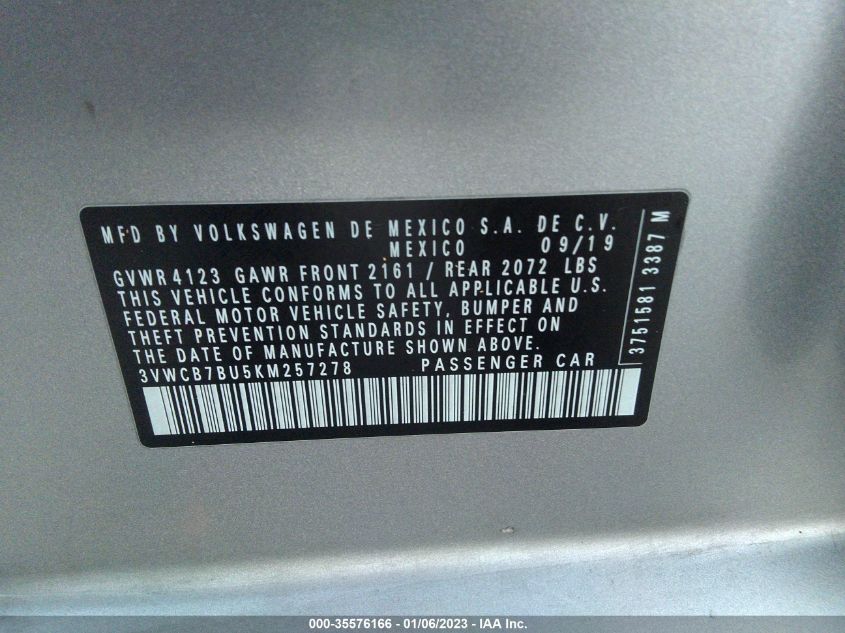 MFD BY VOLKSWAGEN DE MEXICO S.A. DE C.V.
MEXICO 09/19
GVWR 4123 GAWR FRONT 2161 / REAR 2072 LBS
THIS VEHICLE CONFORMS TO ALL APPLICABLE U.S.
FEDERAL MOTOR VEHICLE SAFETY, BUMPER AND
THEFT PREVENTION STANDARDS IN EFFECT ON
THE DATE OF MANUFACTURE SHOWN ABOVE.
3VWCB7BU5KM257278 PASSENGER CAR
3751581 3387 M
000-35576166 - 01/06/2023 - © IAA Inc.